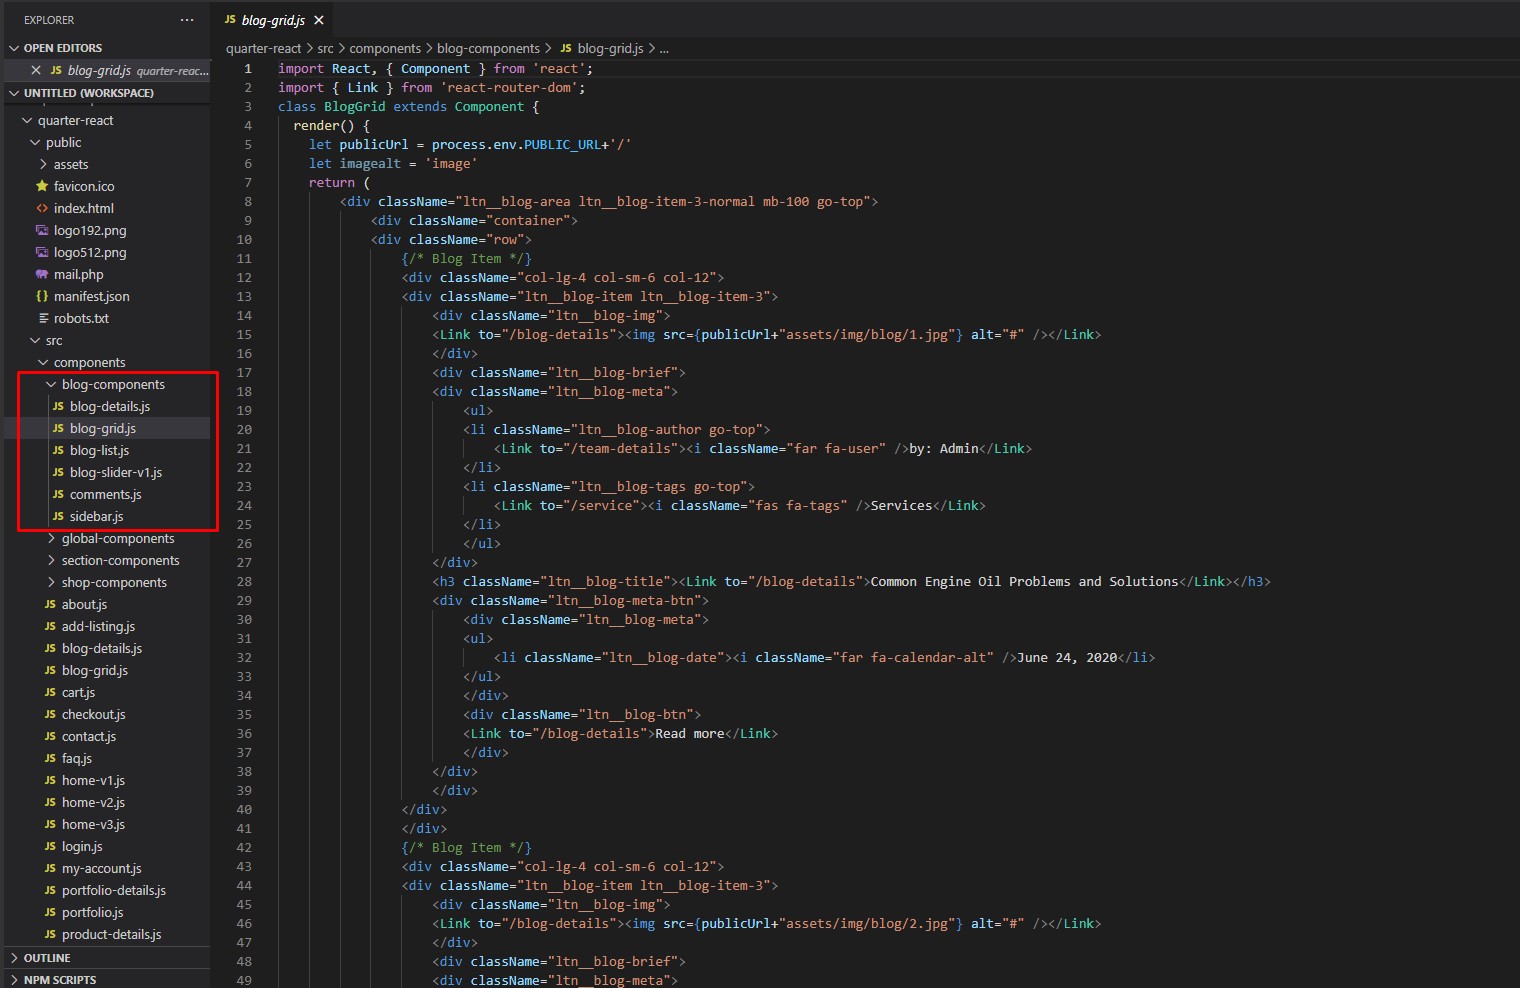 EXPLORER
...
OPEN EDITORS
JS blog-grid.js quarter-reac...
UNTITLED (WORKSPACE)
quarter-react
public
assets
favicon.ico
index.html
logo192.png
logo512.png
mail.php
{} manifest.json
robots.txt
src
components
blog-components
JS blog-details.js
JS blog-grid.js
JS blog-list.js
JS blog-slider-v1.js
JS comments.js
JS sidebar.js
global-components
section-components
shop-components
JS about.js
JS add-listing.js
JS blog-details.js
JS blog-grid.js
JS cart.js
JS checkout.js
JS contact.js
JS faq.js
JS home-v1.js
JS home-v2.js
JS home-v3.js
JS login.js
JS my-account.js
JS portfolio-details.js
JS portfolio.js
JS product-details.js
OUTLINE
NPM SCRIPTS
JS blog-grid.js
quarter-react > src > components > blog-components > JS blog-grid.js > ...
1 import React, { Component } from 'react';
2 import { Link } from 'react-router-dom';
3 class BlogGrid extends Component {
4 render() {
5 let publicUrl = process.env.PUBLIC_URL+'/'
6 let imagealt = 'image'
7 return (
8 <div className="ltn__blog-area ltn__blog-item-3-normal mb-100 go-top">
9 <div className="container">
10 <div className="row">
11 {/* Blog Item */}
12 <div className="col-lg-4 col-sm-6 col-12">
13 <div className="ltn__blog-item ltn__blog-item-3">
14 <div className="ltn__blog-img">
15 <Link to="/blog-details"><img src={publicUrl+"assets/img/blog/1.jpg"} alt="#" /></Link>
16 </div>
17 <div className="ltn__blog-brief">
18 <div className="ltn__blog-meta">
19 <ul>
20 <li className="ltn__blog-author go-top">
21 <Link to="/team-details"><i className="far fa-user" />by: Admin</Link>
22 </li>
23 <li className="ltn__blog-tags go-top">
24 <Link to="/service"><i className="fas fa-tags" />Services</Link>
25 </li>
26 </ul>
27 </div>
28 <h3 className="ltn__blog-title"><Link to="/blog-details">Common Engine Oil Problems and Solutions</Link></h3>
29 <div className="ltn__blog-meta-btn">
30 <div className="ltn__blog-meta">
31 <ul>
32 <li className="ltn__blog-date"><i className="far fa-calendar-alt" />June 24, 2020</li>
33 </ul>
34 </div>
35 <div className="ltn__blog-btn">
36 <Link to="/blog-details">Read more</Link>
37 </div>
38 </div>
39 </div>
40 </div>
41 </div>
42 {/* Blog Item */}
43 <div className="col-lg-4 col-sm-6 col-12">
44 <div className="ltn__blog-item ltn__blog-item-3">
45 <div className="ltn__blog-img">
46 <Link to="/blog-details"><img src={publicUrl+"assets/img/blog/2.jpg"} alt="#" /></Link>
47 </div>
48 <div className="ltn__blog-brief">
49 <div className="ltn__blog-meta">